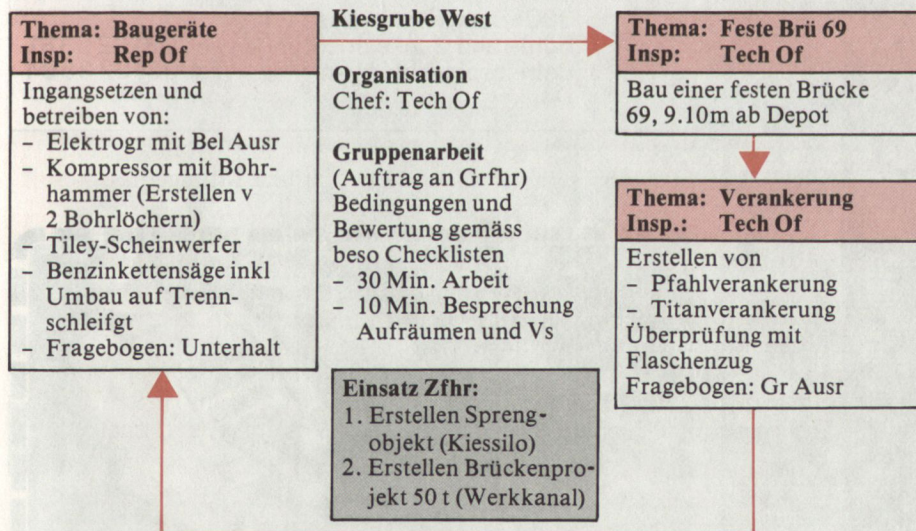 Thema: Baugeräte
Insp: Rep Of
Ingangsetzen und
betreiben von:
– Elektrogr mit Bel Ausr
– Kompressor mit Bohr-
hammer (Erstellen v
2 Bohrlöchern)
– Tiley-Scheinwerfer
– Benzinkettensäge inkl
Umbau auf Trenn-
schleifgt
– Fragebogen: Unterhalt
Kiesgrube West
Organisation
Chef: Tech Of
Gruppenarbeit
(Auftrag an Grfhr)
Bedingungen und
Bewertung gemäss
beso Checklisten
– 30 Min. Arbeit
– 10 Min. Besprechung
Aufräumen und Vs
Einsatz Zfhr:
1. Erstellen Spreng-
objekt (Kiessilo)
2. Erstellen Brückenpro-
jekt 50 t (Werkkanal)
Thema: Feste Brü 69
Insp: Tech Of
Bau einer festen Brücke
69, 9.10m ab Depot
Thema: Verankerung
Insp.: Tech Of
Erstellen von
– Pfahlverankerung
– Titanverankerung
Überprüfung mit
Flaschenzug
Fragebogen: Gr Ausr